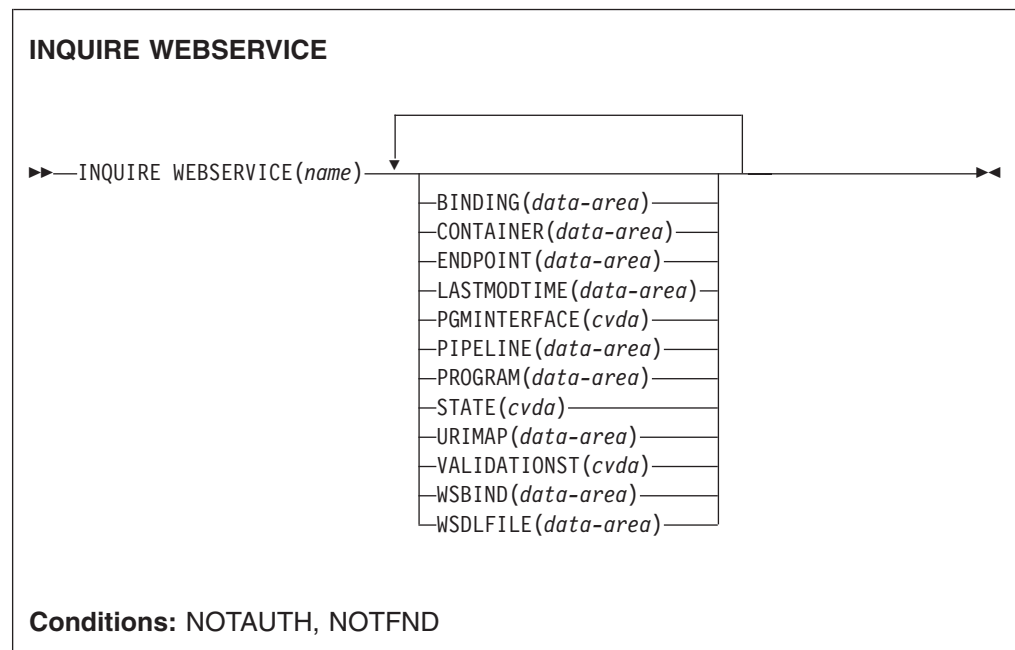 INQUIRE WEBSERVICE
INQUIRE WEBSERVICE(name)
BINDING(data-area)
CONTAINER(data-area)
ENDPOINT(data-area)
LASTMODTIME(data-area)
PGMINTERFACE(cvda)
PIPELINE(data-area)
PROGRAM(data-area)
STATE(cvda)
URIMAP(data-area)
VALIDATIONST(cvda)
WSBIND(data-area)
WSDLFILE(data-area)
Conditions: NOTAUTH, NOTFND